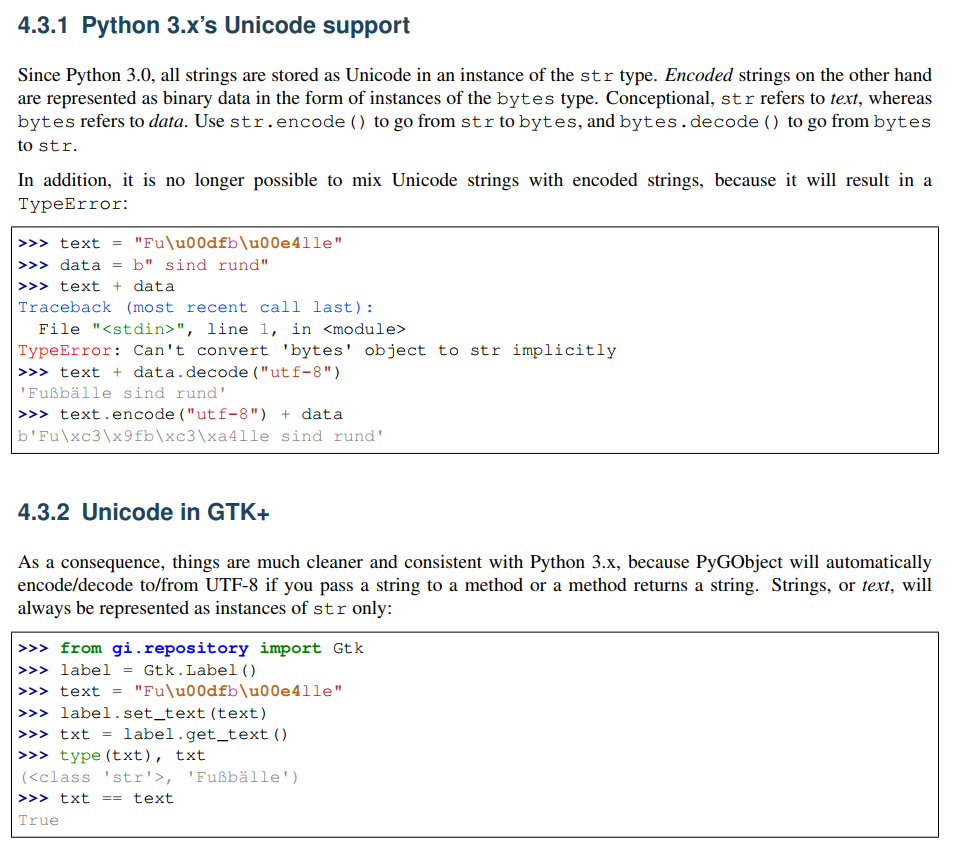 4.3.1 Python 3.x’s Unicode support
Since Python 3.0, all strings are stored as Unicode in an instance of the str type. Encoded strings on the other hand
are represented as binary data in the form of instances of the bytes type. Conceptional, str refers to text, whereas
bytes refers to data. Use str.encode() to go from str to bytes, and bytes.decode() to go from bytes
to str.
In addition, it is no longer possible to mix Unicode strings with encoded strings, because it will result in a
TypeError:
>>> text = "Fu\u00dfb\u00e4lle"
>>> data = b" sind rund"
>>> text + data
Traceback (most recent call last):
  File "<stdin>", line 1, in <module>
TypeError: Can't convert 'bytes' object to str implicitly
>>> text + data.decode("utf-8")
'Fußbälle sind rund'
>>> text.encode("utf-8") + data
b'Fu\xc3\x9fb\xc3\xa4lle sind rund'
4.3.2 Unicode in GTK+
As a consequence, things are much cleaner and consistent with Python 3.x, because PyGObject will automatically
encode/decode to/from UTF-8 if you pass a string to a method or a method returns a string. Strings, or text, will
always be represented as instances of str only:
>>> from gi.repository import Gtk
>>> label = Gtk.Label()
>>> text = "Fu\u00dfb\u00e4lle"
>>> label.set_text(text)
>>> txt = label.get_text()
>>> type(txt), txt
(<class 'str'>, 'Fußbälle')
>>> txt == text
True